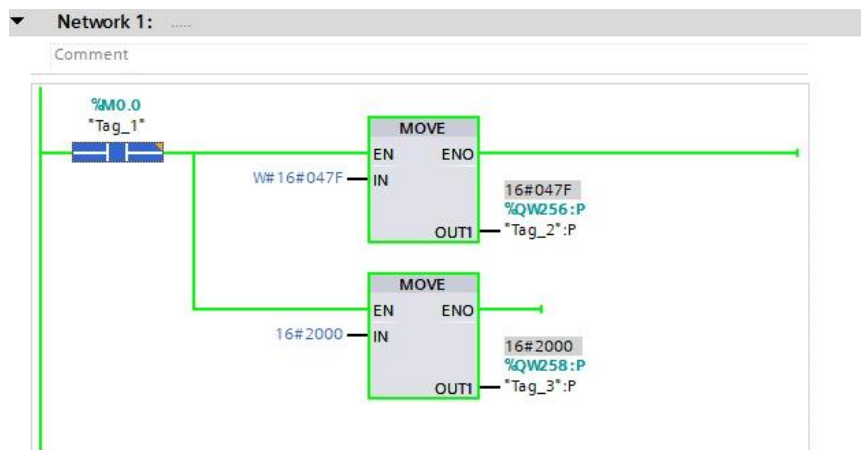 Network 1: .....
Comment
%M0.0
"Tag_1"
MOVE
EN ENO
W#16#047F IN
16#047F
%QW256:P
OUT1 "Tag_2":P
MOVE
EN ENO
16#2000 IN
16#2000
%QW258:P
OUT1 "Tag_3":P